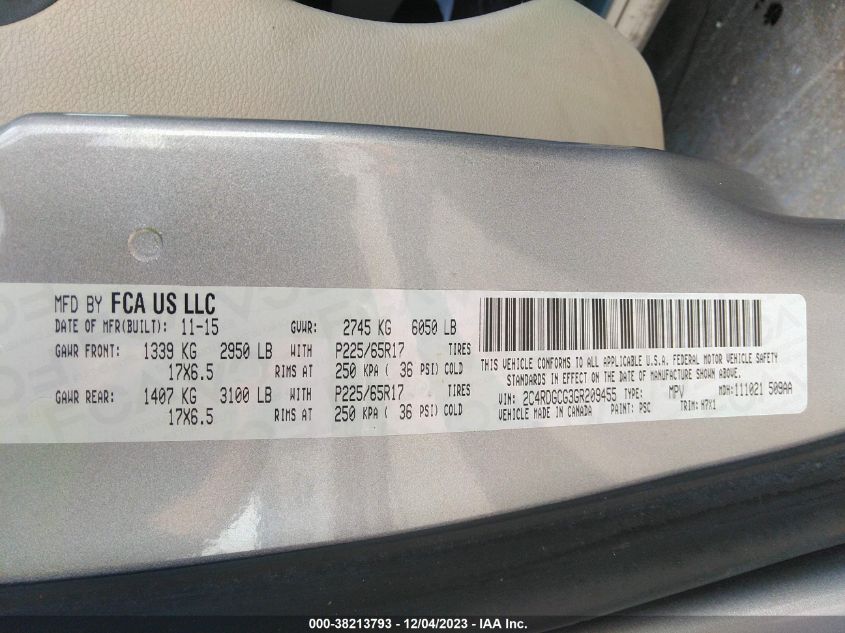 MFD BY FCA US LLC
DATE OF MFR(BUILT): 11-15 GVWR: 2745 KG 6050 LB
GAWR FRONT: 1339 KG 2950 LB WITH P225/65R17 TIRES
17X6.5 RIMS AT 250 KPA ( 36 PSI) COLD
GAWR REAR: 1407 KG 3100 LB WITH P225/65R17 TIRES
17X6.5 RIMS AT 250 KPA ( 36 PSI) COLD
THIS VEHICLE CONFORMS TO ALL APPLICABLE U.S.A. FEDERAL MOTOR VEHICLE SAFETY
STANDARDS IN EFFECT ON THE DATE OF MANUFACTURE SHOWN ABOVE.
VIN: 2C4RDGCG3GR209455 TYPE: MPV MDH:111021 509AA
VEHICLE MADE IN CANADA PAINT: PSC TRIM: H7X1
000-38213793 - 12/04/2023 - IAA Inc.